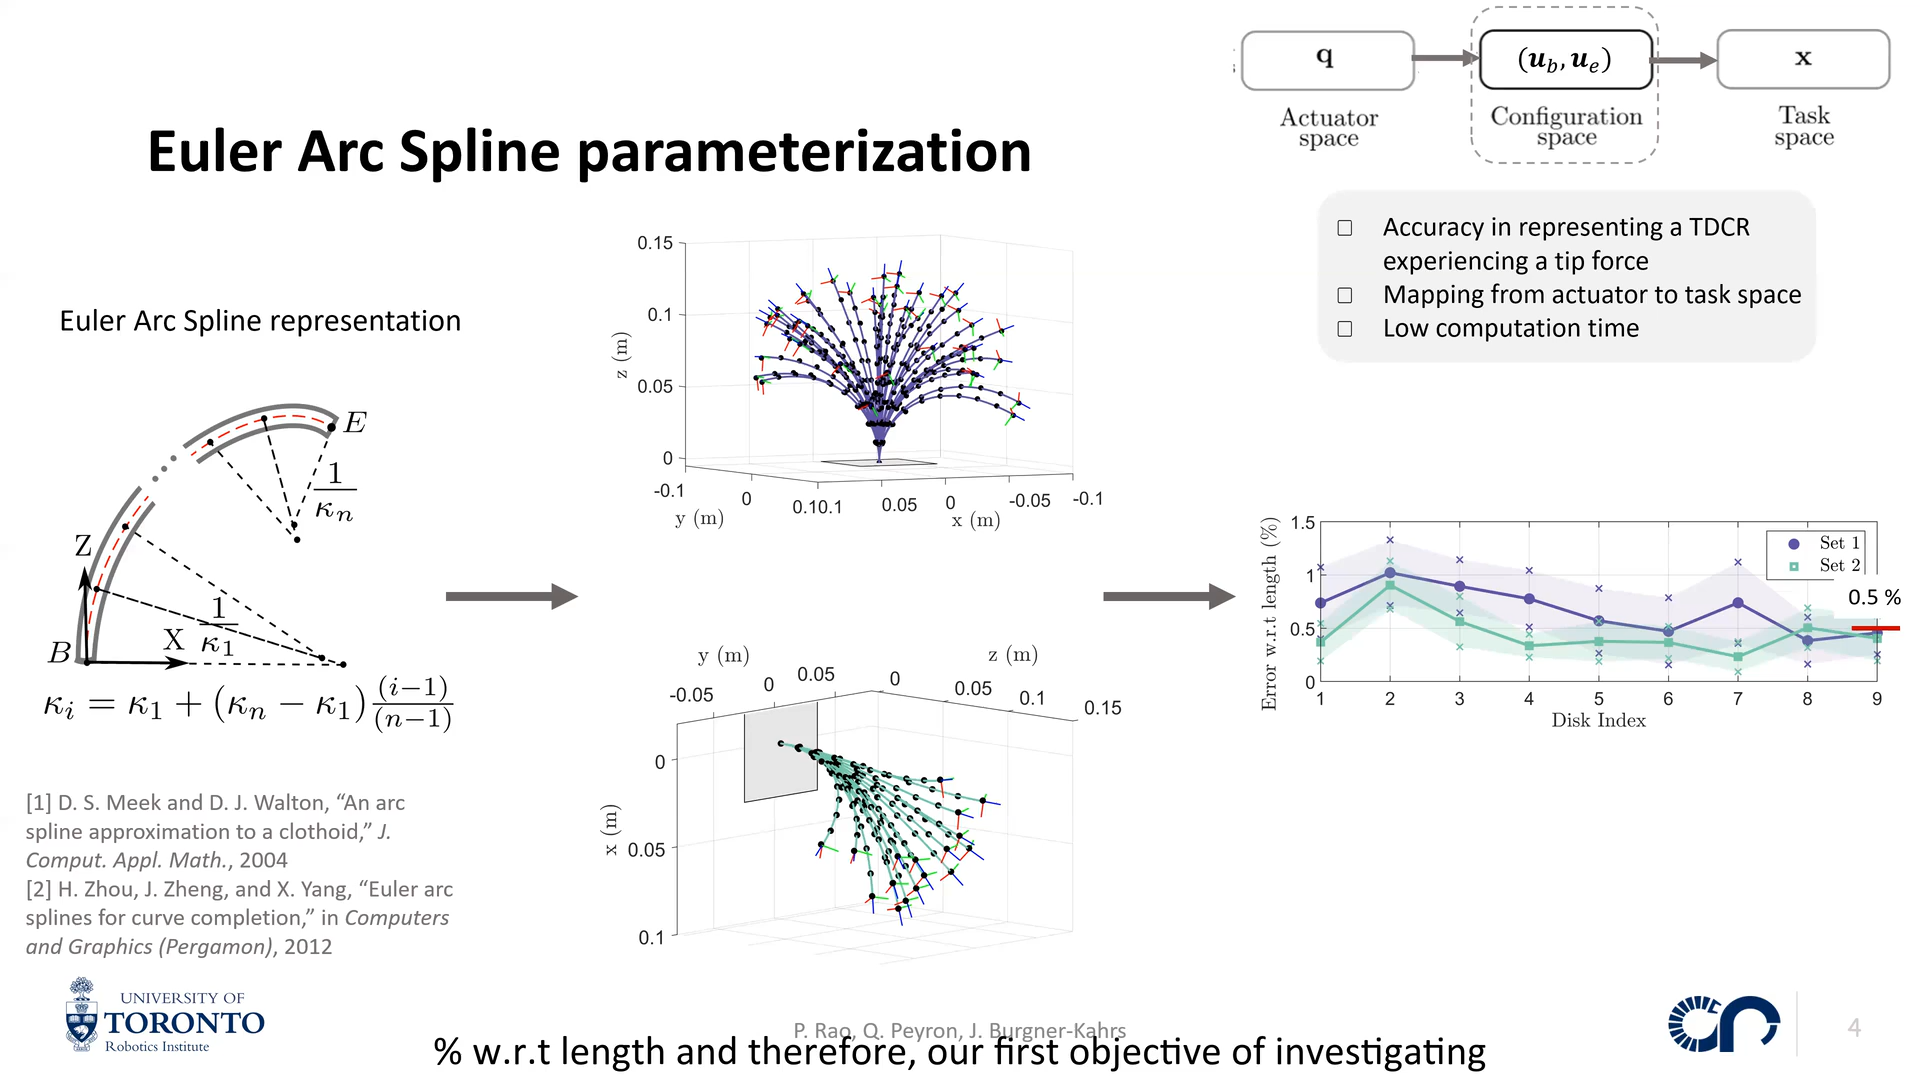 q
(u_b, u_e)
x
Actuator
space
Configuration
space
Task
space
Euler Arc Spline parameterization
☐ Accuracy in representing a TDCR
experiencing a tip force
☐ Mapping from actuator to task space
☐ Low computation time
Euler Arc Spline representation
E
1/κ_n
Z
1/κ_1
X
B
κ_i = κ_1 + (κ_n − κ_1) (i−1)/(n−1)
0.15
0.1
0.05
0
z (m)
-0.1
0
0.10.1
0.05
0
-0.05
-0.1
y (m)
x (m)
y (m)
z (m)
-0.05
0
0.05
0
0.05
0.1
0.15
0
0.05
0.1
x (m)
Error w.r.t length (%)
1.5
1
0.5
0
Set 1
Set 2
0.5 %
1 2 3 4 5 6 7 8 9
Disk Index
[1] D. S. Meek and D. J. Walton, “An arc
spline approximation to a clothoid,” J.
Comput. Appl. Math., 2004
[2] H. Zhou, J. Zheng, and X. Yang, “Euler arc
splines for curve completion,” in Computers
and Graphics (Pergamon), 2012
UNIVERSITY OF
TORONTO
Robotics Institute
P. Rao, Q. Peyron, J. Burgner-Kahrs
4
% w.r.t length and therefore, our first objective of investigating